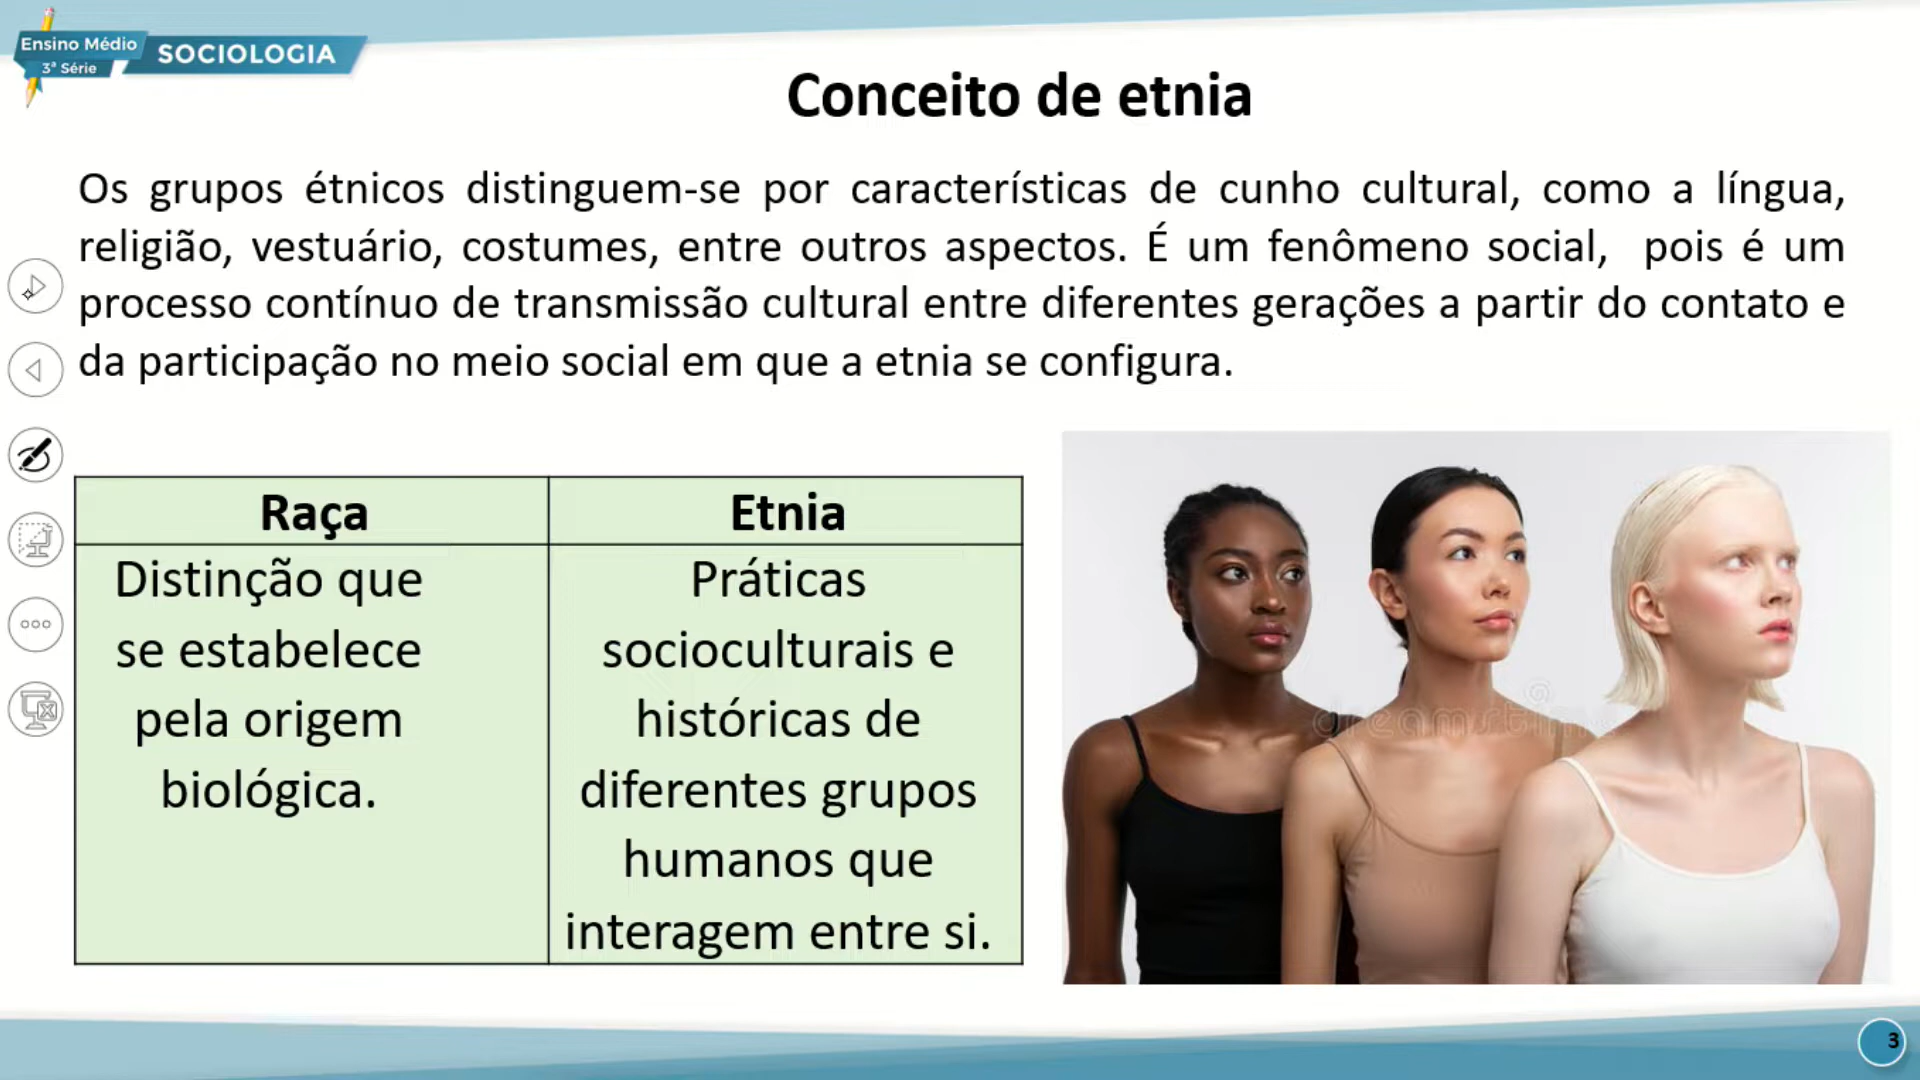 Ensino Médio
3ª Série
SOCIOLOGIA
Conceito de etnia
Os grupos étnicos distinguem-se por características de cunho cultural, como a língua,
religião, vestuário, costumes, entre outros aspectos. É um fenômeno social, pois é um
processo contínuo de transmissão cultural entre diferentes gerações a partir do contato e
da participação no meio social em que a etnia se configura.
Raça
Distinção que
se estabelece
pela origem
biológica.
Etnia
Práticas
socioculturais e
históricas de
diferentes grupos
humanos que
interagem entre si.
dreamstime
3